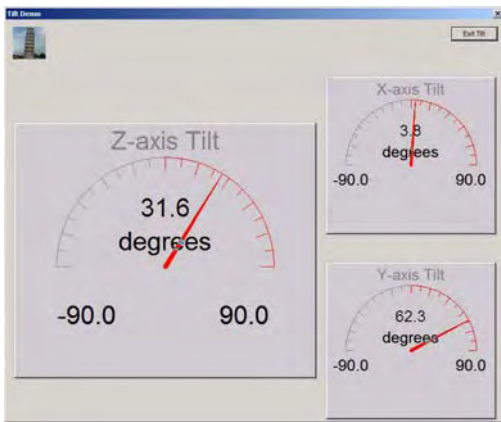 Tilt Demo
Exit Tilt
Z-axis Tilt
31.6
degrees
-90.0 90.0
X-axis Tilt
3.8
degrees
-90.0 90.0
Y-axis Tilt
62.3
degrees
-90.0 90.0